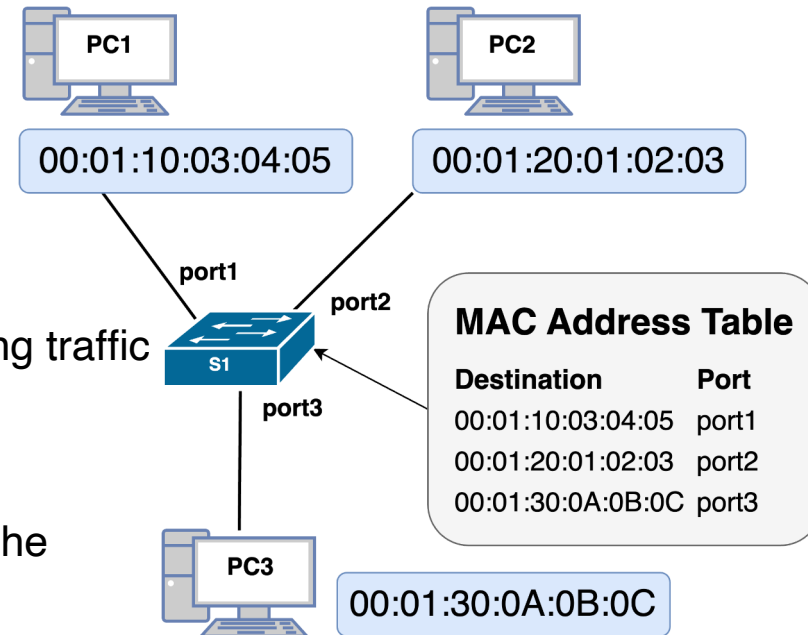 PC1
PC2
00:01:10:03:04:05
00:01:20:01:02:03
port1
port2
ng traffic
S1
port3
MAC Address Table
Destination Port
00:01:10:03:04:05 port1
00:01:20:01:02:03 port2
00:01:30:0A:0B:0C port3
he
PC3
00:01:30:0A:0B:0C